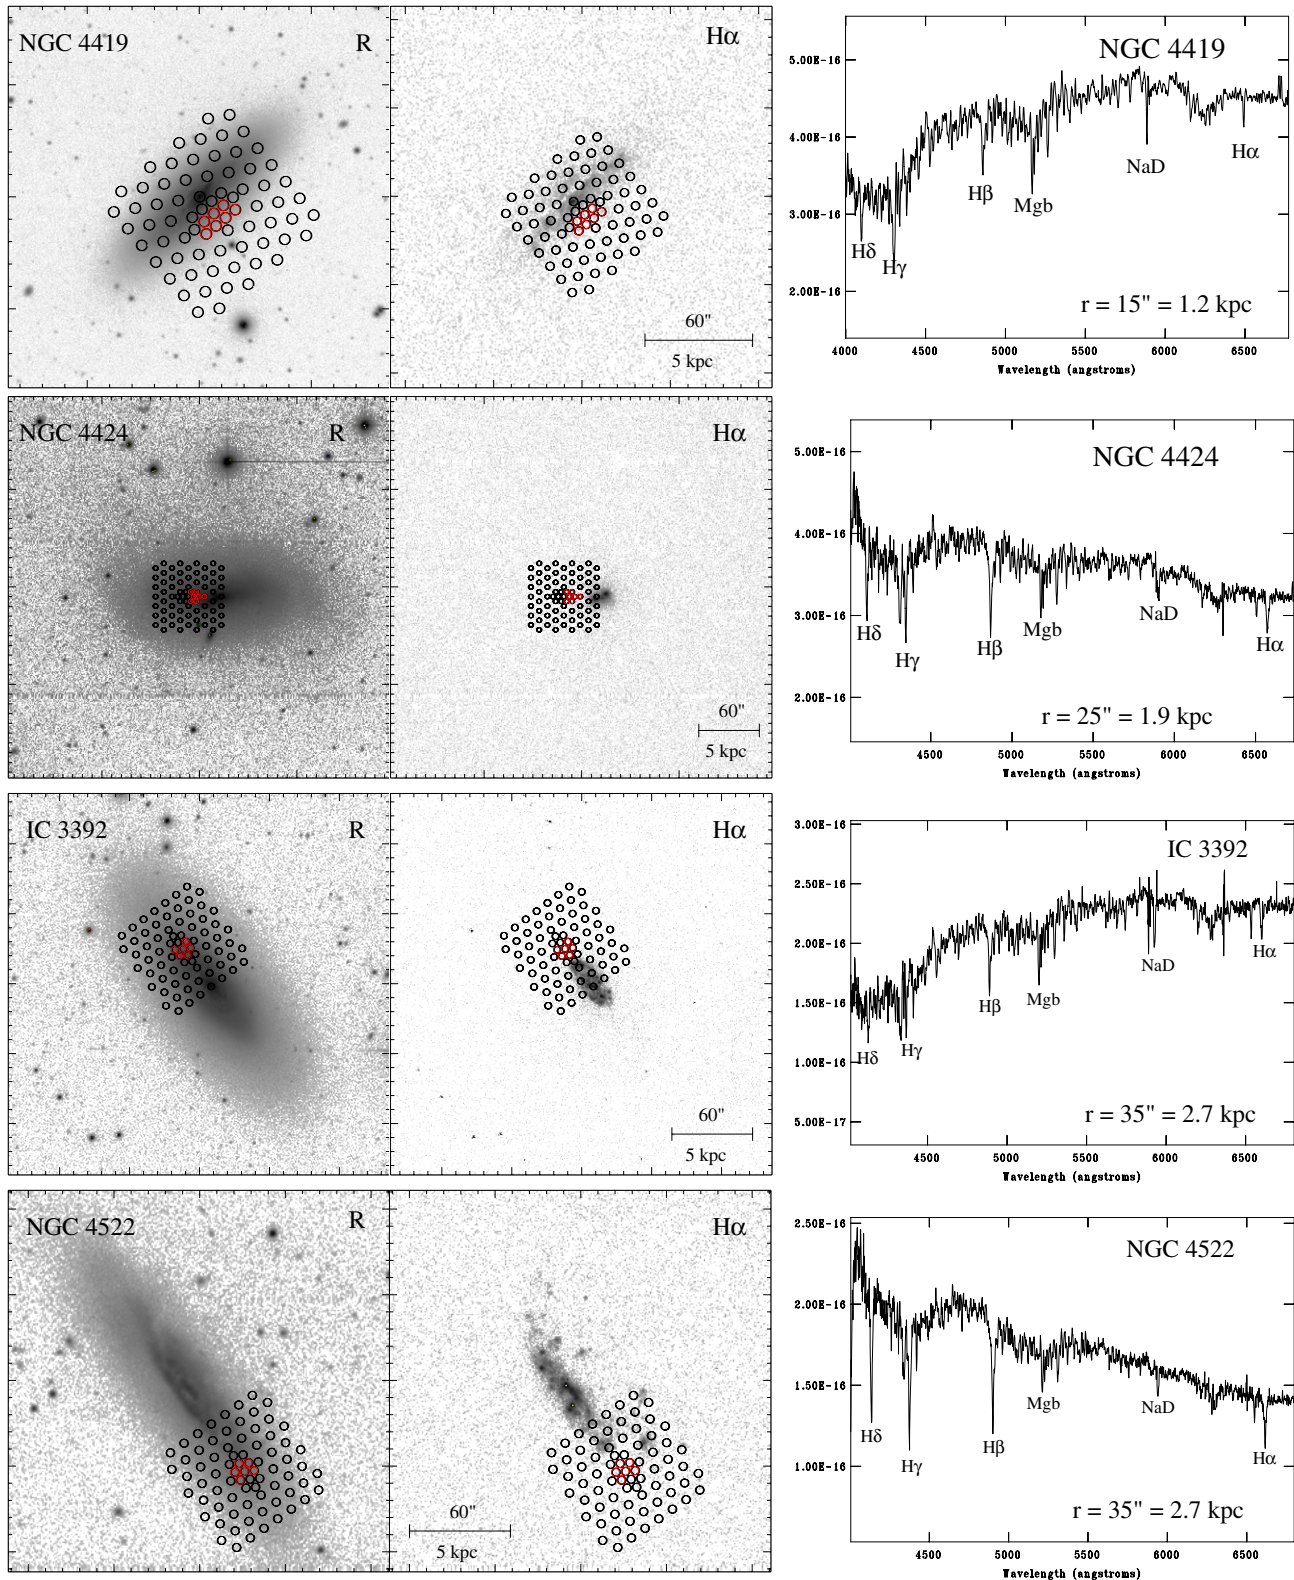 NGC 4419 R
Hα
60"
5 kpc
NGC 4419
5.00E-16
4.00E-16
3.00E-16
2.00E-16
Hδ
Hγ
Hβ
Mgb
NaD
Hα
r = 15" = 1.2 kpc
4000 4500 5000 5500 6000 6500
Wavelength (angstroms)
NGC 4424 R
Hα
60"
5 kpc
NGC 4424
5.00E-16
4.00E-16
3.00E-16
2.00E-16
Hδ
Hγ
Hβ
Mgb
NaD
Hα
r = 25" = 1.9 kpc
4500 5000 5500 6000 6500
Wavelength (angstroms)
IC 3392 R
Hα
60"
5 kpc
IC 3392
3.00E-16
2.50E-16
2.00E-16
1.50E-16
1.00E-16
5.00E-17
Hδ
Hγ
Hβ
Mgb
NaD
Hα
r = 35" = 2.7 kpc
4500 5000 5500 6000 6500
Wavelength (angstroms)
NGC 4522 R
Hα
60"
5 kpc
NGC 4522
2.50E-16
2.00E-16
1.50E-16
1.00E-16
Hδ
Hγ
Hβ
Mgb
NaD
Hα
r = 35" = 2.7 kpc
4500 5000 5500 6000 6500
Wavelength (angstroms)